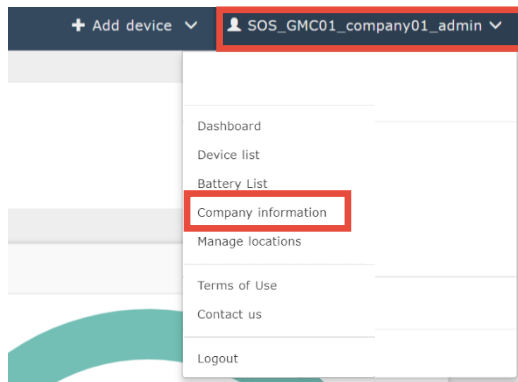 + Add device
SOS_GMC01_company01_admin
Dashboard
Device list
Battery List
Company information
Manage locations
Terms of Use
Contact us
Logout